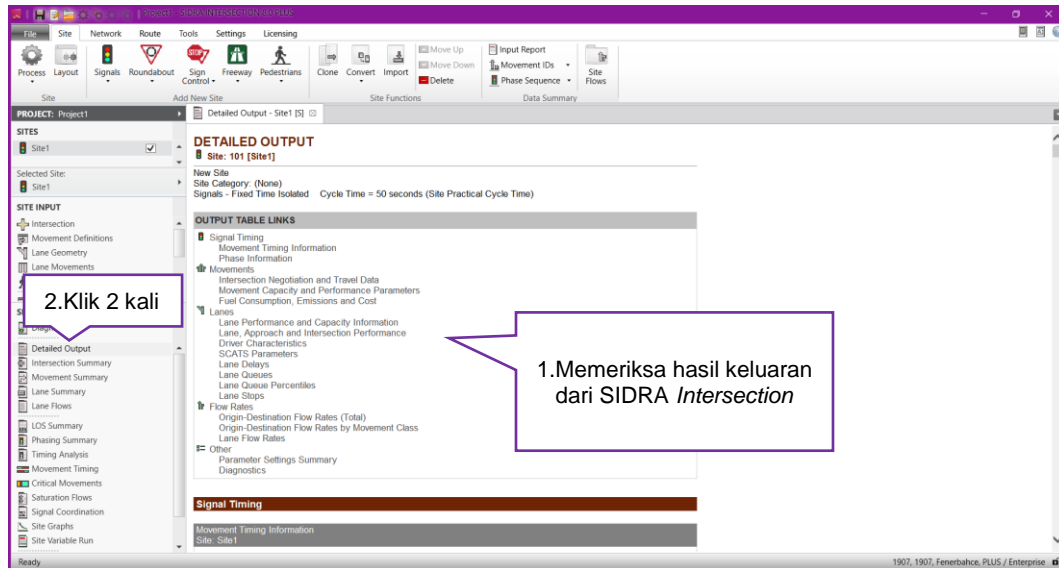 Project1 - SIDRA INTERSECTION 8.0 PLUS
File Site Network Route Tools Settings Licensing
Process Layout Signals Roundabout Sign Control Freeway Pedestrians Clone Convert Import
Move Up
Move Down
Delete
Input Report
Movement IDs
Phase Sequence
Site Flows
Site Add New Site Site Functions Data Summary
PROJECT: Project1
Detailed Output - Site1 [S]
SITES
Site1
Selected Site:
Site1
SITE INPUT
Intersection
Movement Definitions
Lane Geometry
Lane Movements
2.Klik 2 kali
Detailed Output
Intersection Summary
Movement Summary
Lane Summary
Lane Flows
LOS Summary
Phasing Summary
Timing Analysis
Movement Timing
Critical Movements
Saturation Flows
Signal Coordination
Site Graphs
Site Variable Run
DETAILED OUTPUT
Site: 101 [Site1]
New Site
Site Category: (None)
Signals - Fixed Time Isolated Cycle Time = 50 seconds (Site Practical Cycle Time)
OUTPUT TABLE LINKS
Signal Timing
Movement Timing Information
Phase Information
Movements
Intersection Negotiation and Travel Data
Movement Capacity and Performance Parameters
Fuel Consumption, Emissions and Cost
Lanes
Lane Performance and Capacity Information
Lane, Approach and Intersection Performance
Driver Characteristics
SCATS Parameters
Lane Delays
Lane Queues
Lane Queue Percentiles
Lane Stops
Flow Rates
Origin-Destination Flow Rates (Total)
Origin-Destination Flow Rates by Movement Class
Lane Flow Rates
Other
Parameter Settings Summary
Diagnostics
1.Memeriksa hasil keluaran
dari SIDRA Intersection
Signal Timing
Movement Timing Information
Site: Site1
Ready
1907, 1907, Fenerbahce, PLUS / Enterprise